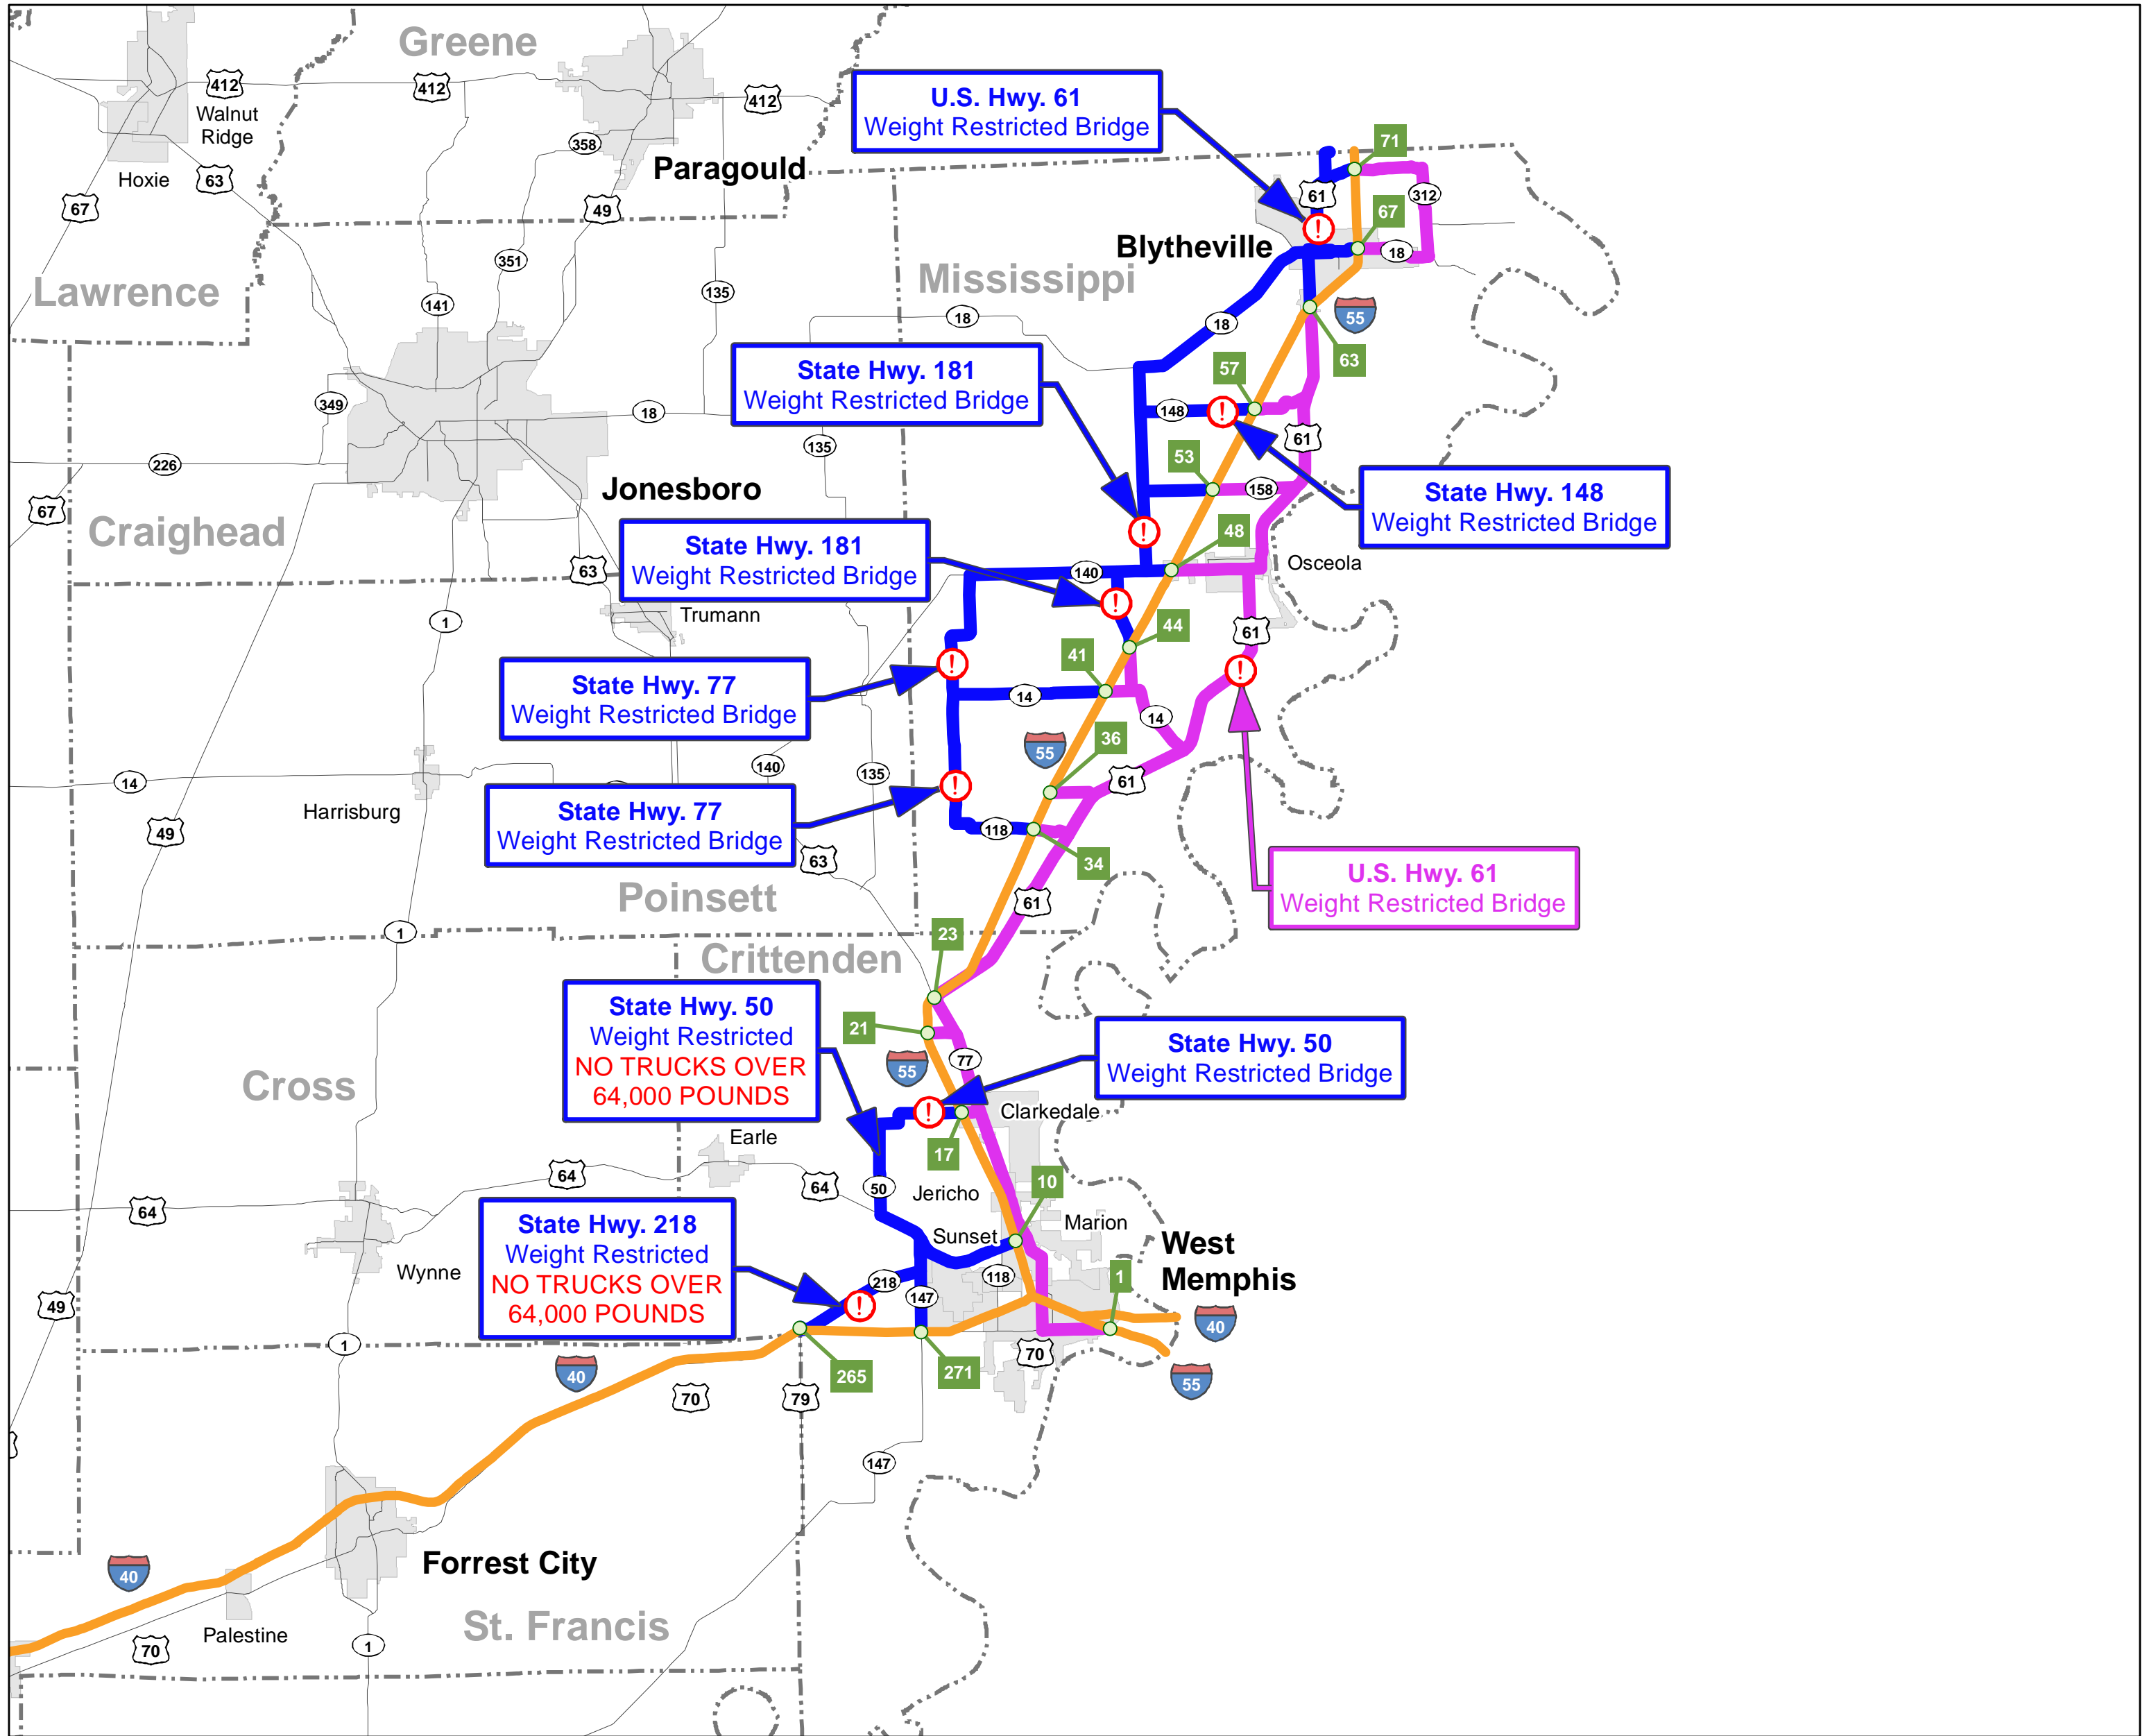 Greene
412
412
412
Walnut
Ridge
358
Hoxie
63
67
Paragould
49
U.S. Hwy. 61
Weight Restricted Bridge
71
61
312
67
Blytheville
18
Mississippi
351
Lawrence
141
135
18
18
55
63
57
State Hwy. 181
Weight Restricted Bridge
349
18
148
61
135
226
53
158
State Hwy. 148
Weight Restricted Bridge
67
Jonesboro
Craighead
48
State Hwy. 181
Weight Restricted Bridge
63
140
Osceola
Trumann
1
44
61
41
State Hwy. 77
Weight Restricted Bridge
14
14
36
55
140
135
14
61
Harrisburg
49
State Hwy. 77
Weight Restricted Bridge
118
63
34
U.S. Hwy. 61
Weight Restricted Bridge
Poinsett
61
1
23
Crittenden
State Hwy. 50
Weight Restricted
NO TRUCKS OVER
64,000 POUNDS
21
55
77
State Hwy. 50
Weight Restricted Bridge
Cross
Clarkedale
Earle
17
64
64
50
Jericho
10
64
State Hwy. 218
Weight Restricted
NO TRUCKS OVER
64,000 POUNDS
Sunset
Marion
West
Memphis
Wynne
218
118
1
49
147
40
1
70
40
265
271
55
70
79
147
Forrest City
40
St. Francis
Palestine
70
1